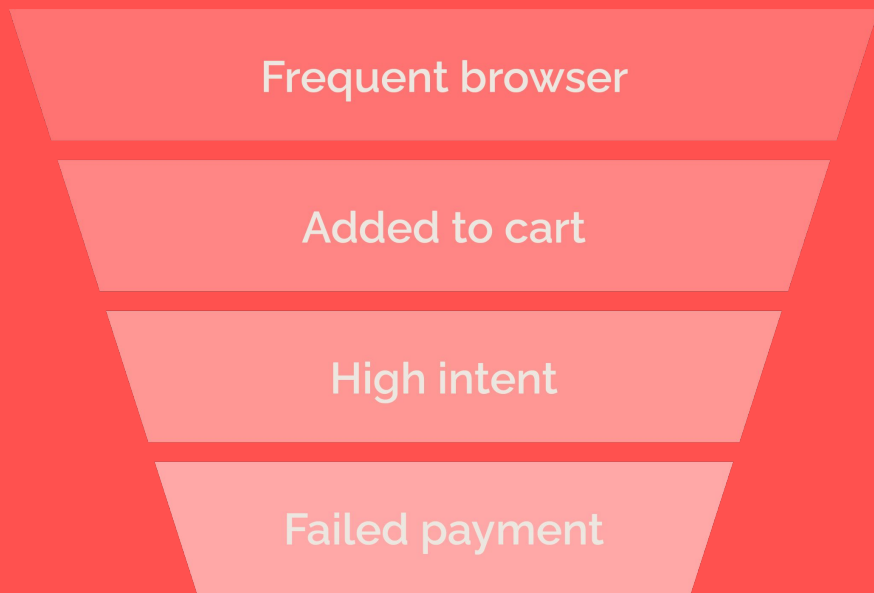 Frequent browser
Added to cart
High intent
Failed payment